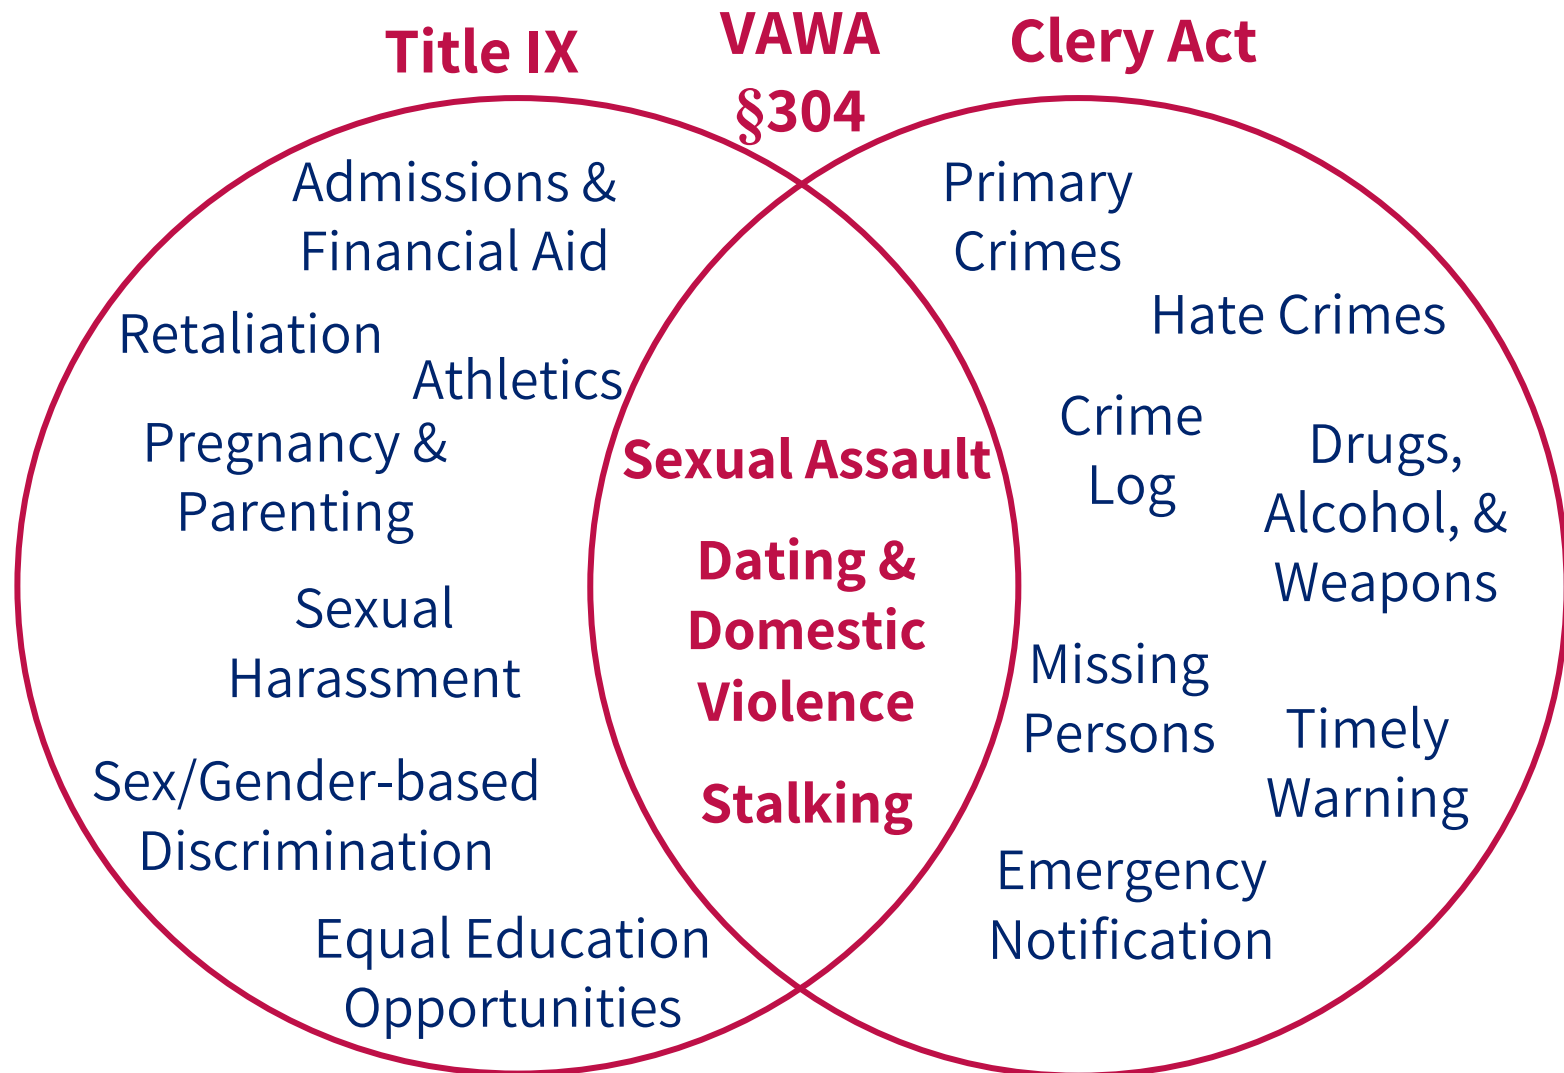 Title IX
VAWA
§304
Clery Act
Admissions &
Financial Aid
Retaliation
Athletics
Pregnancy &
Parenting
Sexual
Harassment
Sex/Gender-based
Discrimination
Equal Education
Opportunities
Sexual Assault
Dating &
Domestic
Violence
Stalking
Primary
Crimes
Hate Crimes
Crime
Log
Drugs,
Alcohol, &
Weapons
Missing
Persons
Timely
Warning
Emergency
Notification